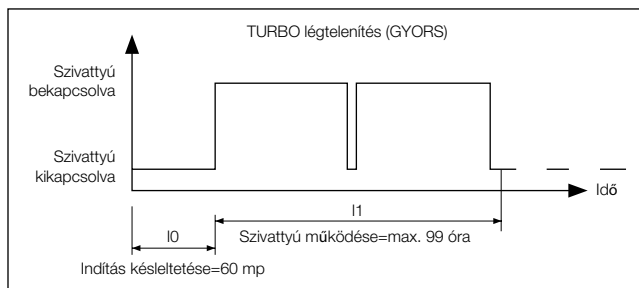 TURBO légtelenítés (GYORS)
Szivattyú
bekapcsolva
Szivattyú
kikapcsolva
Idő
I0
I1
Szivattyú működése=max. 99 óra
Indítás késleltetése=60 mp